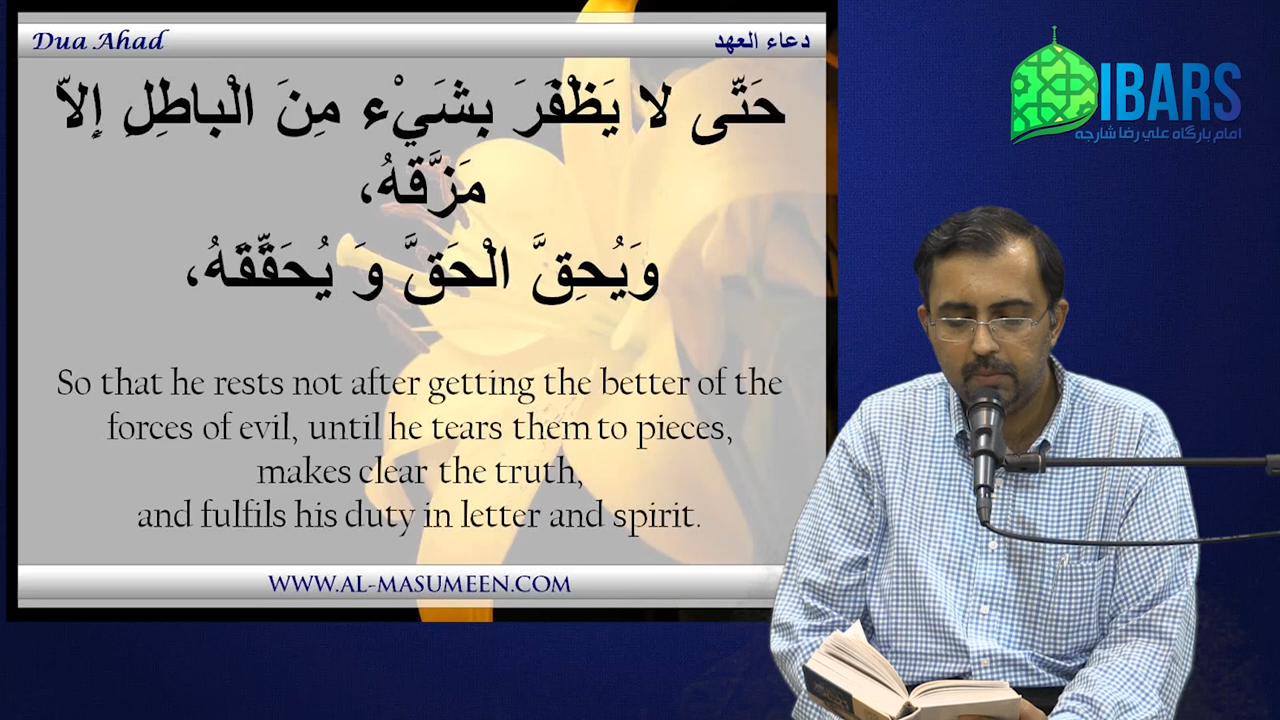 Dua Ahad
دعاء العهد
حَتّى لا يَظْفَرَ بِشَيْء مِنَ الْباطِلِ إلاّ
مَزَّقَهُ،
وَيُحِقَّ الْحَقَّ وَ يُحَقِّقَهُ،
So that he rests not after getting the better of the
forces of evil, until he tears them to pieces,
makes clear the truth,
and fulfils his duty in letter and spirit.
WWW.AL-MASUMEEN.COM
IBARS
امام بارگاه علي رضا شارجه